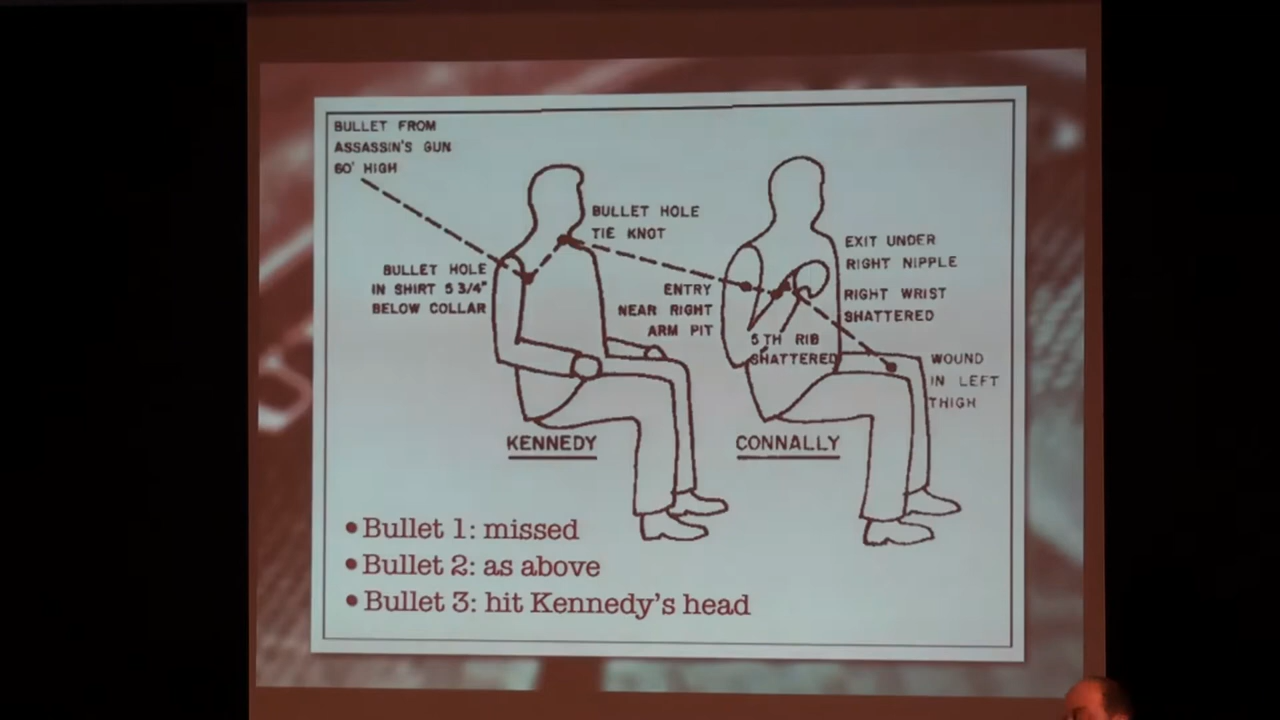 BULLET FROM
ASSASSIN'S GUN
60' HIGH
BULLET HOLE
TIE KNOT
BULLET HOLE
IN SHIRT 5 3/4"
BELOW COLLAR
ENTRY
NEAR RIGHT
ARM PIT
EXIT UNDER
RIGHT NIPPLE
RIGHT WRIST
SHATTERED
5TH RIB
SHATTERED
WOUND
IN LEFT
THIGH
KENNEDY
CONNALLY
• Bullet 1: missed
• Bullet 2: as above
• Bullet 3: hit Kennedy's head